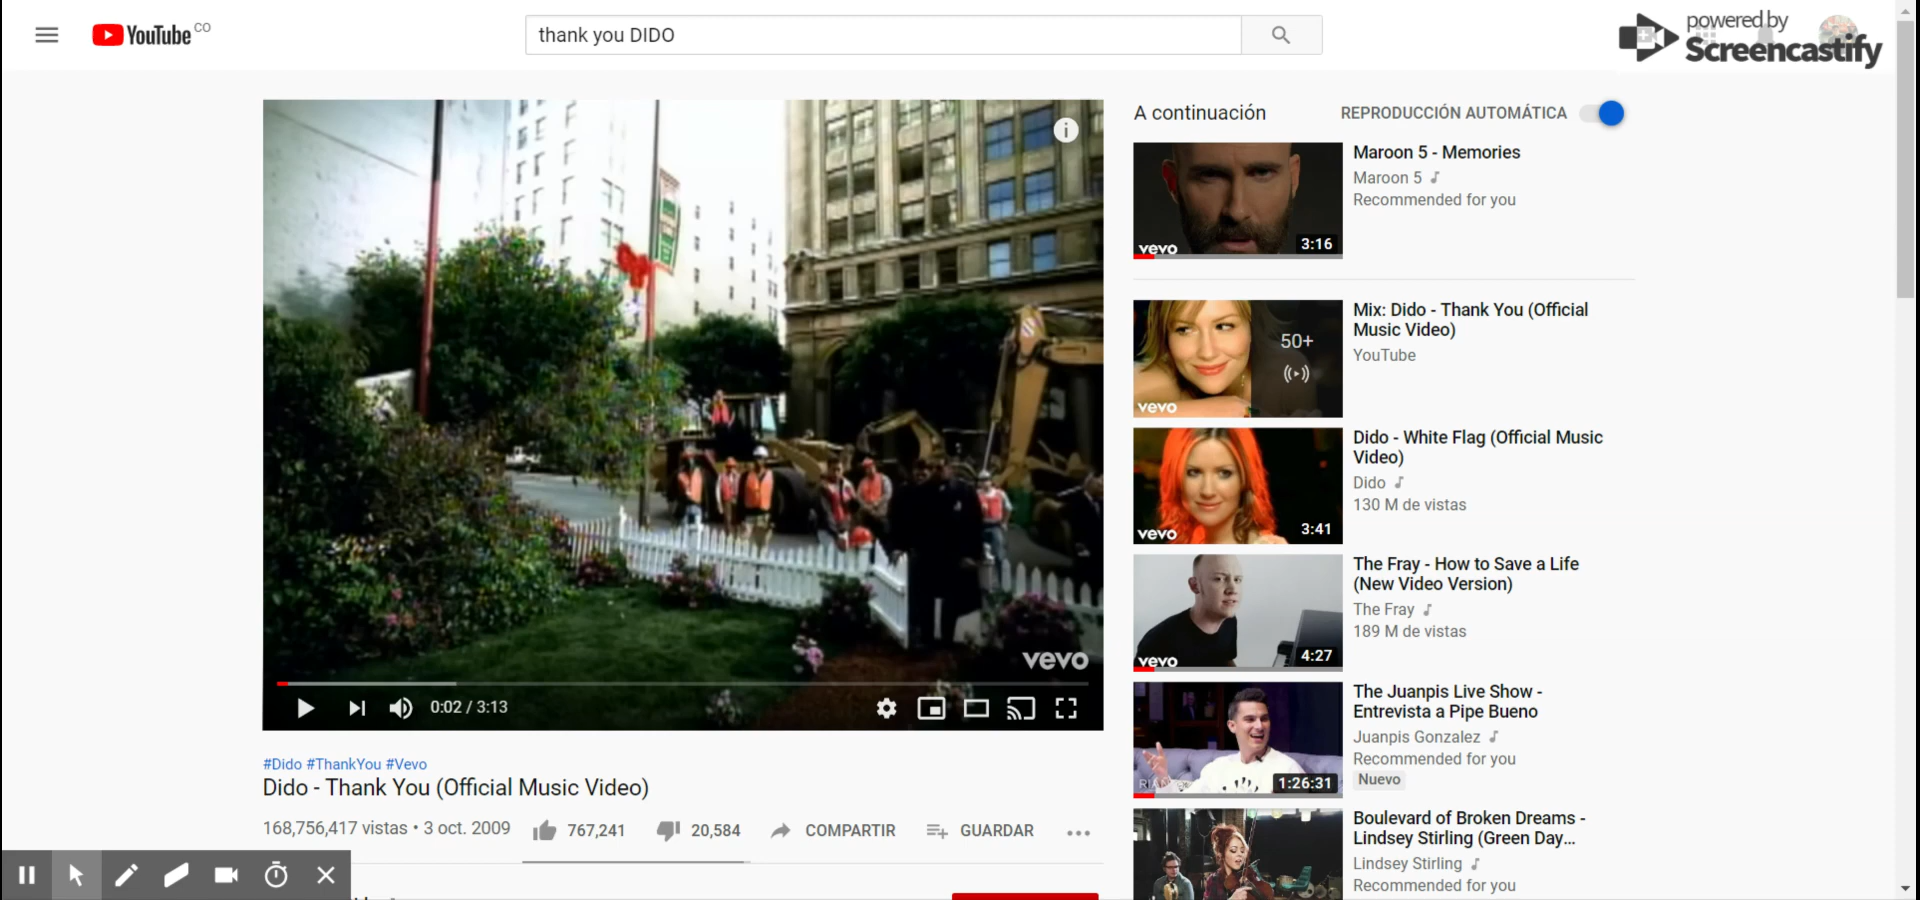 YouTube CO
thank you DIDO
powered by
Screencastify
vevo
0:02 / 3:13
#Dido #ThankYou #Vevo
Dido - Thank You (Official Music Video)
168,756,417 vistas • 3 oct. 2009
767,241
20,584
COMPARTIR
GUARDAR
A continuación
REPRODUCCIÓN AUTOMÁTICA
vevo
3:16
Maroon 5 - Memories
Maroon 5
Recommended for you
50+
vevo
Mix: Dido - Thank You (Official
Music Video)
YouTube
vevo
3:41
Dido - White Flag (Official Music
Video)
Dido
130 M de vistas
vevo
4:27
The Fray - How to Save a Life
(New Video Version)
The Fray
189 M de vistas
1:26:31
The Juanpis Live Show -
Entrevista a Pipe Bueno
Juanpis Gonzalez
Recommended for you
Nuevo
Boulevard of Broken Dreams -
Lindsey Stirling (Green Day...
Lindsey Stirling
Recommended for you